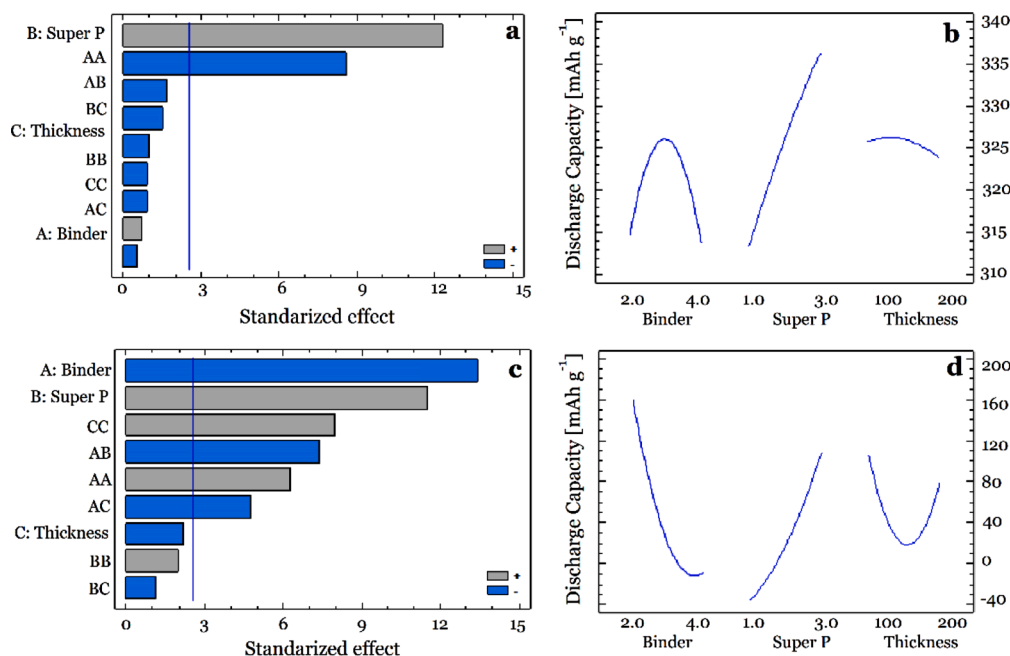 a
B: Super P
AA
AB
BC
C: Thickness
BB
CC
AC
A: Binder
+
-
0 3 6 9 12 15
Standarized effect
b
Discharge Capacity [mAh g⁻¹]
340
335
330
325
320
315
310
2.0 4.0 1.0 3.0 100 200
Binder Super P Thickness
c
A: Binder
B: Super P
CC
AB
AA
AC
C: Thickness
BB
BC
+
-
0 3 6 9 12 15
Standarized effect
d
Discharge Capacity [mAh g⁻¹]
200
160
120
80
40
0
-40
2.0 4.0 1.0 3.0 100 200
Binder Super P Thickness